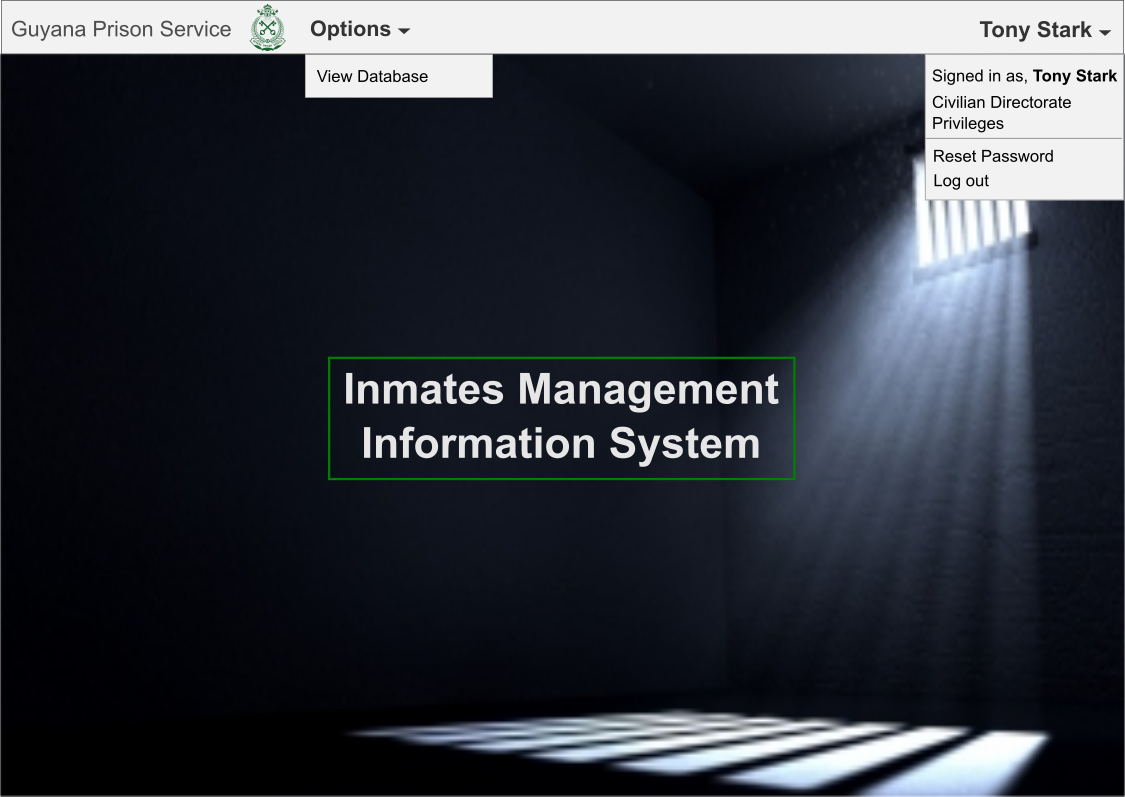 Guyana Prison Service
Options
Tony Stark
View Database
Signed in as, Tony Stark
Civilian Directorate
Privileges
Reset Password
Log out
Inmates Management
Information System